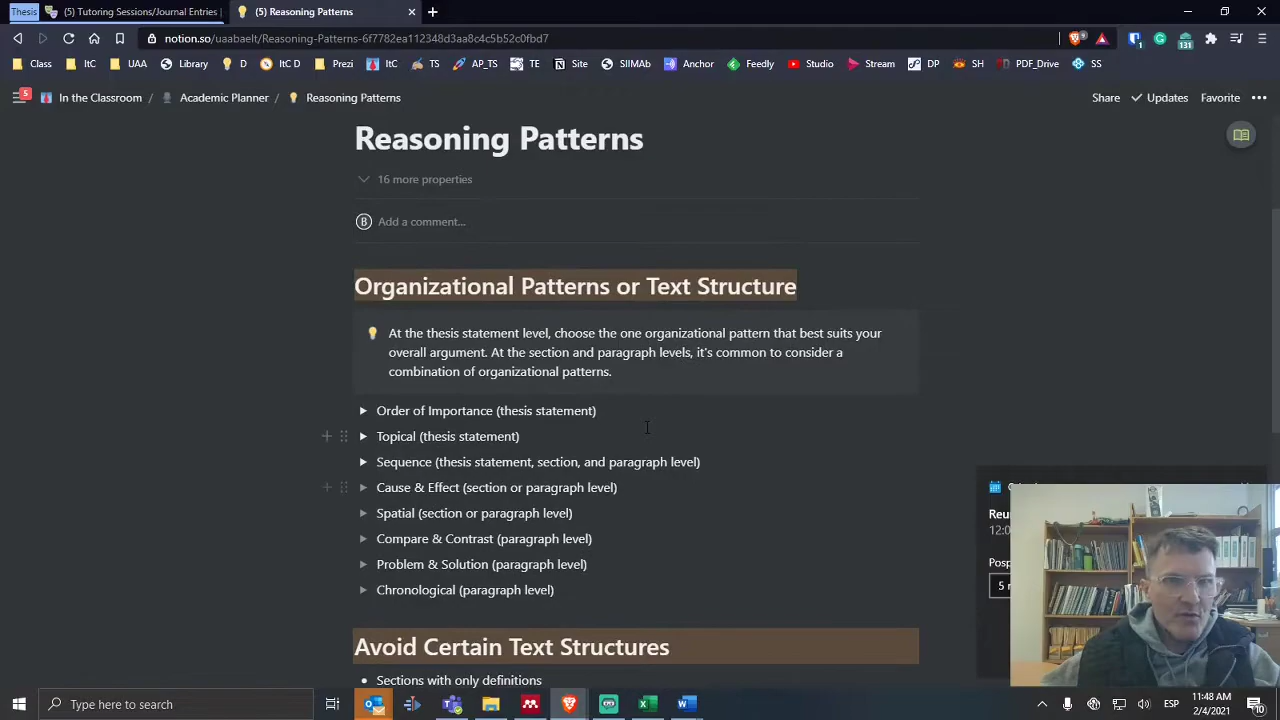 Thesis
(5) Tutoring Sessions/Journal Entries |
(5) Reasoning Patterns
notion.so/uaabaelt/Reasoning-Patterns-6f7782ea112348d3aa8c4c5b52c0fbd7
9
1
131
Class
ItC
UAA
Library
D
ItC D
Prezi
ItC
TS
AP_TS
TE
Site
SIIMAb
Anchor
Feedly
Studio
Stream
DP
SH
PDF_Drive
SS
5
In the Classroom / Academic Planner / Reasoning Patterns
Share Updates Favorite
Reasoning Patterns
16 more properties
B Add a comment...
Organizational Patterns or Text Structure
At the thesis statement level, choose the one organizational pattern that best suits your
overall argument. At the section and paragraph levels, it's common to consider a
combination of organizational patterns.
Order of Importance (thesis statement)
Topical (thesis statement)
Sequence (thesis statement, section, and paragraph level)
Cause & Effect (section or paragraph level)
Spatial (section or paragraph level)
Compare & Contrast (paragraph level)
Problem & Solution (paragraph level)
Chronological (paragraph level)
Avoid Certain Text Structures
Sections with only definitions
Type here to search
ESP
11:48 AM
2/4/2021